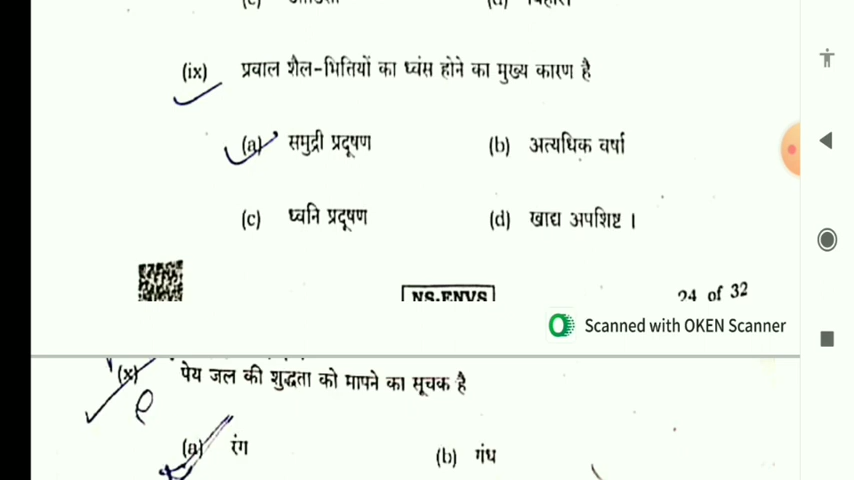 (ix) प्रवाल शैल-भितियों का ध्वंस होने का मुख्य कारण है
(a) समुद्री प्रदूषण (b) अत्यधिक वर्षा
(c) ध्वनि प्रदूषण (d) खाद्य अपशिष्ट ।
NS.ENVS 24 of 32
Scanned with OKEN Scanner
(x) पेय जल की शुद्धता को मापने का सूचक है
(a) रंग (b) गंध